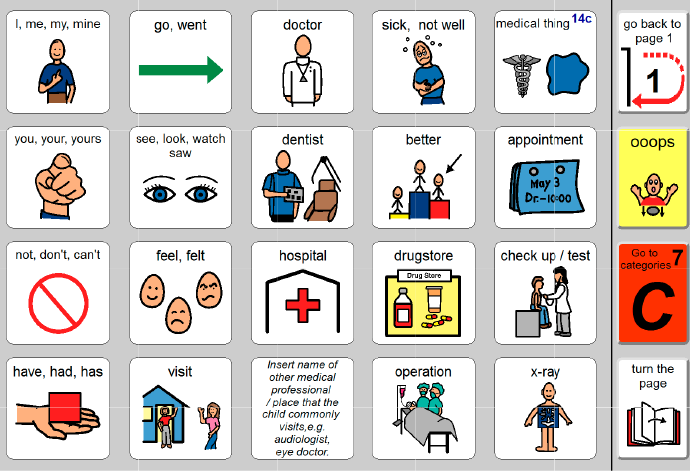 I, me, my, mine
go, went
doctor
sick, not well
medical thing 14c
go back to
page 1
1
you, your, yours
see, look, watch
saw
dentist
better
appointment
May 3
Dr.-10:00
ooops
not, don't, can't
feel, felt
hospital
drugstore
Drug Store
check up / test
Go to
categories 7
C
have, had, has
visit
Insert name of
other medical
professional
/ place that the
child commonly
visits,e.g.
audiologist,
eye doctor.
operation
x-ray
turn the
page